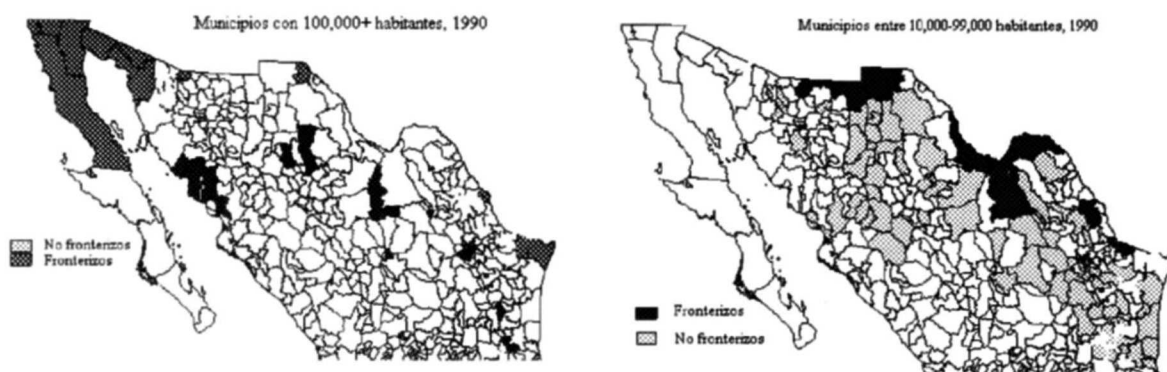 Municipios con 100,000+ habitantes, 1990
No fronterizos
Fronterizos
Municipios entre 10,000-99,000 habitantes, 1990
Fronterizos
No fronterizos